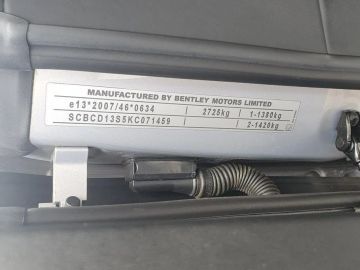 MANUFACTURED BY BENTLEY MOTORS LIMITED
e13*2007/46*0634 2725kg 1-1380kg
SCBCD13S5KC071459 2-1420kg